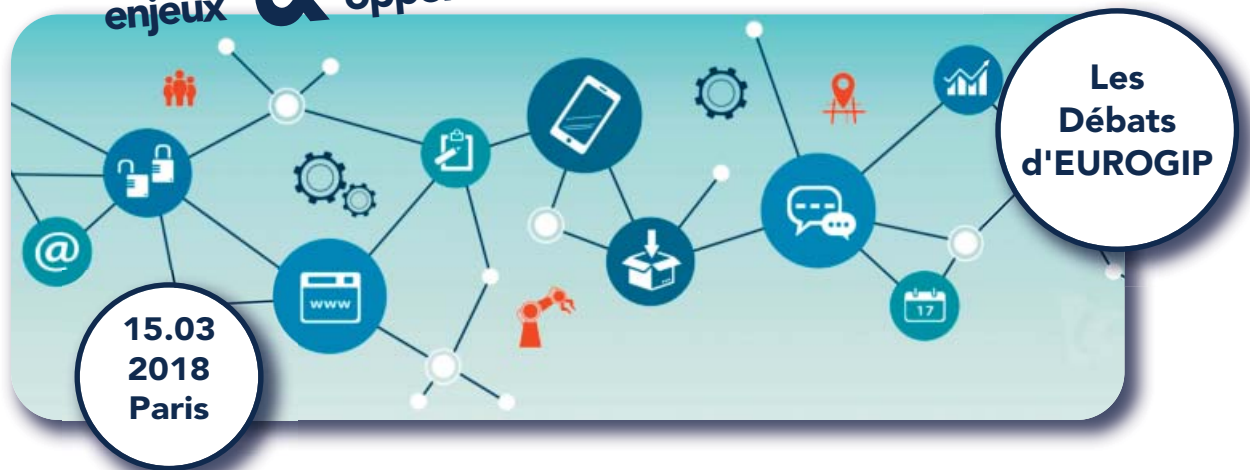 enjeux &
Les
Débats
d'EUROGIP
@
www
17
15.03
2018
Paris